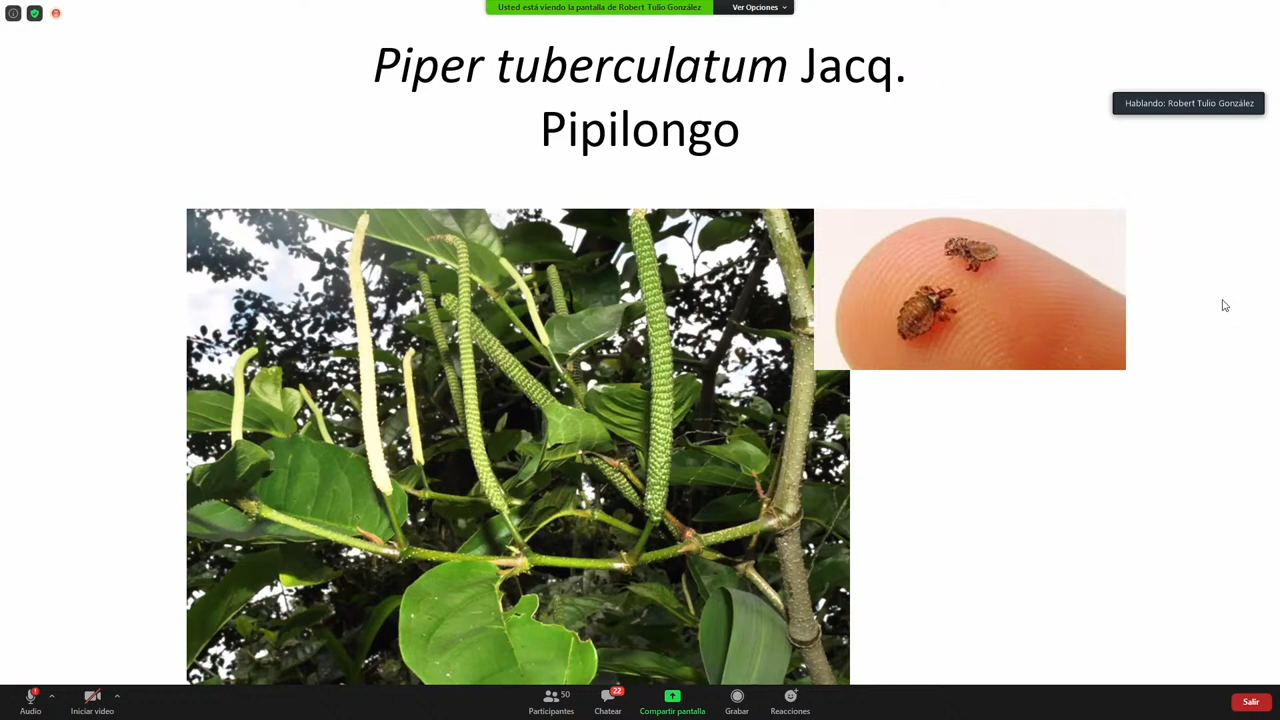 Usted está viendo la pantalla de Robert Tulio González
Ver Opciones
Piper tuberculatum Jacq.
Pipilongo
Hablando: Robert Tulio González
Audio
Iniciar vídeo
50
Participantes
22
Chatear
Compartir pantalla
Grabar
Reacciones
Salir